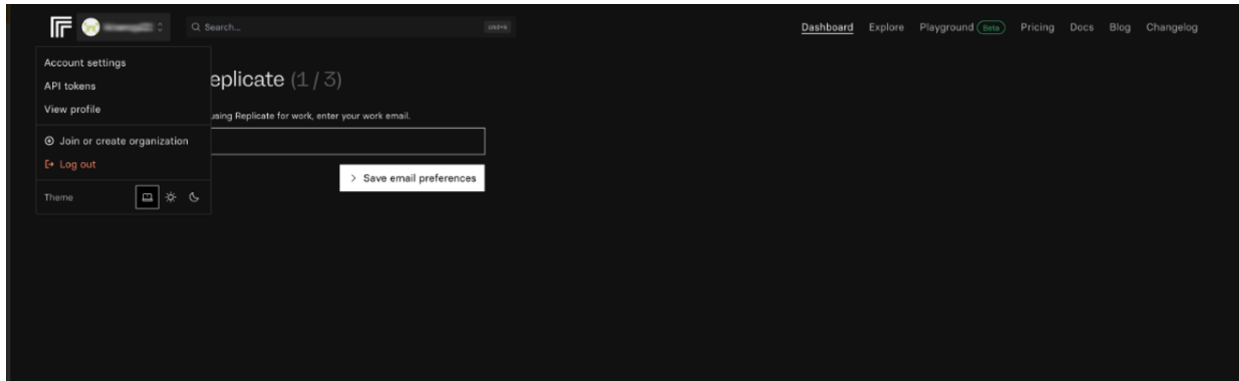 Search...
Dashboard Explore Playground Beta Pricing Docs Blog Changelog
Account settings
API tokens
View profile
Join or create organization
Log out
Theme
eplicate (1 / 3)
using Replicate for work, enter your work email.
Save email preferences